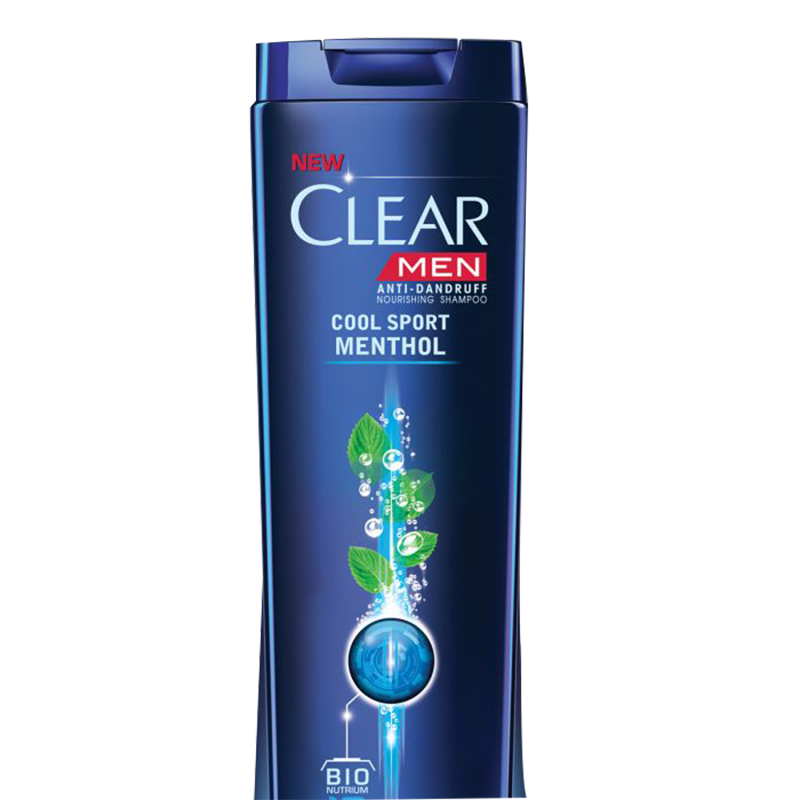 NEW
CLEAR
MEN
ANTI-DANDRUFF
NOURISHING SHAMPOO
COOL SPORT
MENTHOL
BIO
NUTRIUM